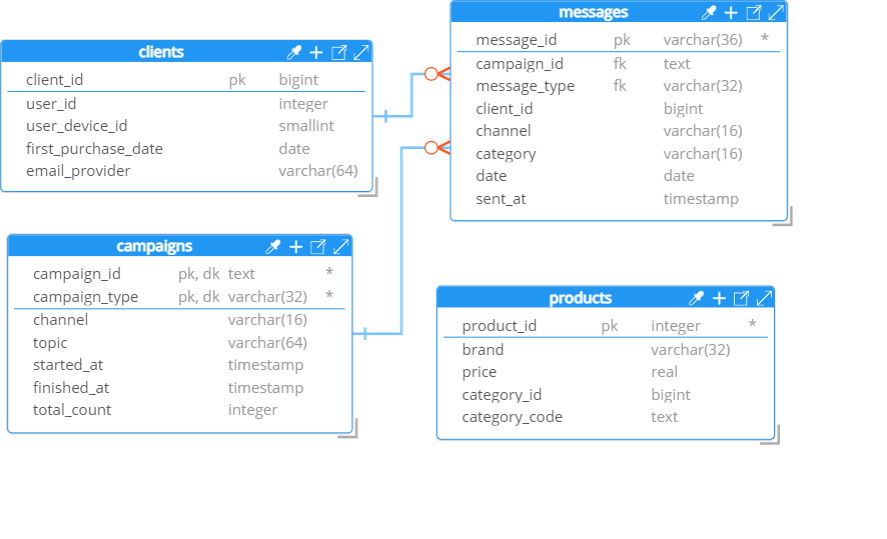 clients
client_id pk bigint
user_id integer
user_device_id smallint
first_purchase_date date
email_provider varchar(64)
messages
message_id pk varchar(36) *
campaign_id fk text
message_type fk varchar(32)
client_id bigint
channel varchar(16)
category varchar(16)
date date
sent_at timestamp
campaigns
campaign_id pk, dk text *
campaign_type pk, dk varchar(32) *
channel varchar(16)
topic varchar(64)
started_at timestamp
finished_at timestamp
total_count integer
products
product_id pk integer *
brand varchar(32)
price real
category_id bigint
category_code text